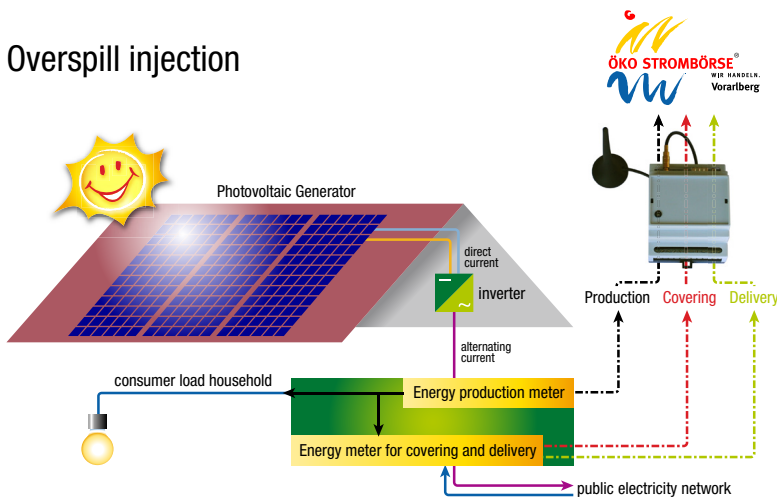 Overspill injection
ÖKO STROMBÖRSE®
WIR HANDELN.
Vorarlberg
Photovoltaic Generator
direct
current
inverter
Production Covering Delivery
alternating
current
consumer load household
Energy production meter
Energy meter for covering and delivery
public electricity network